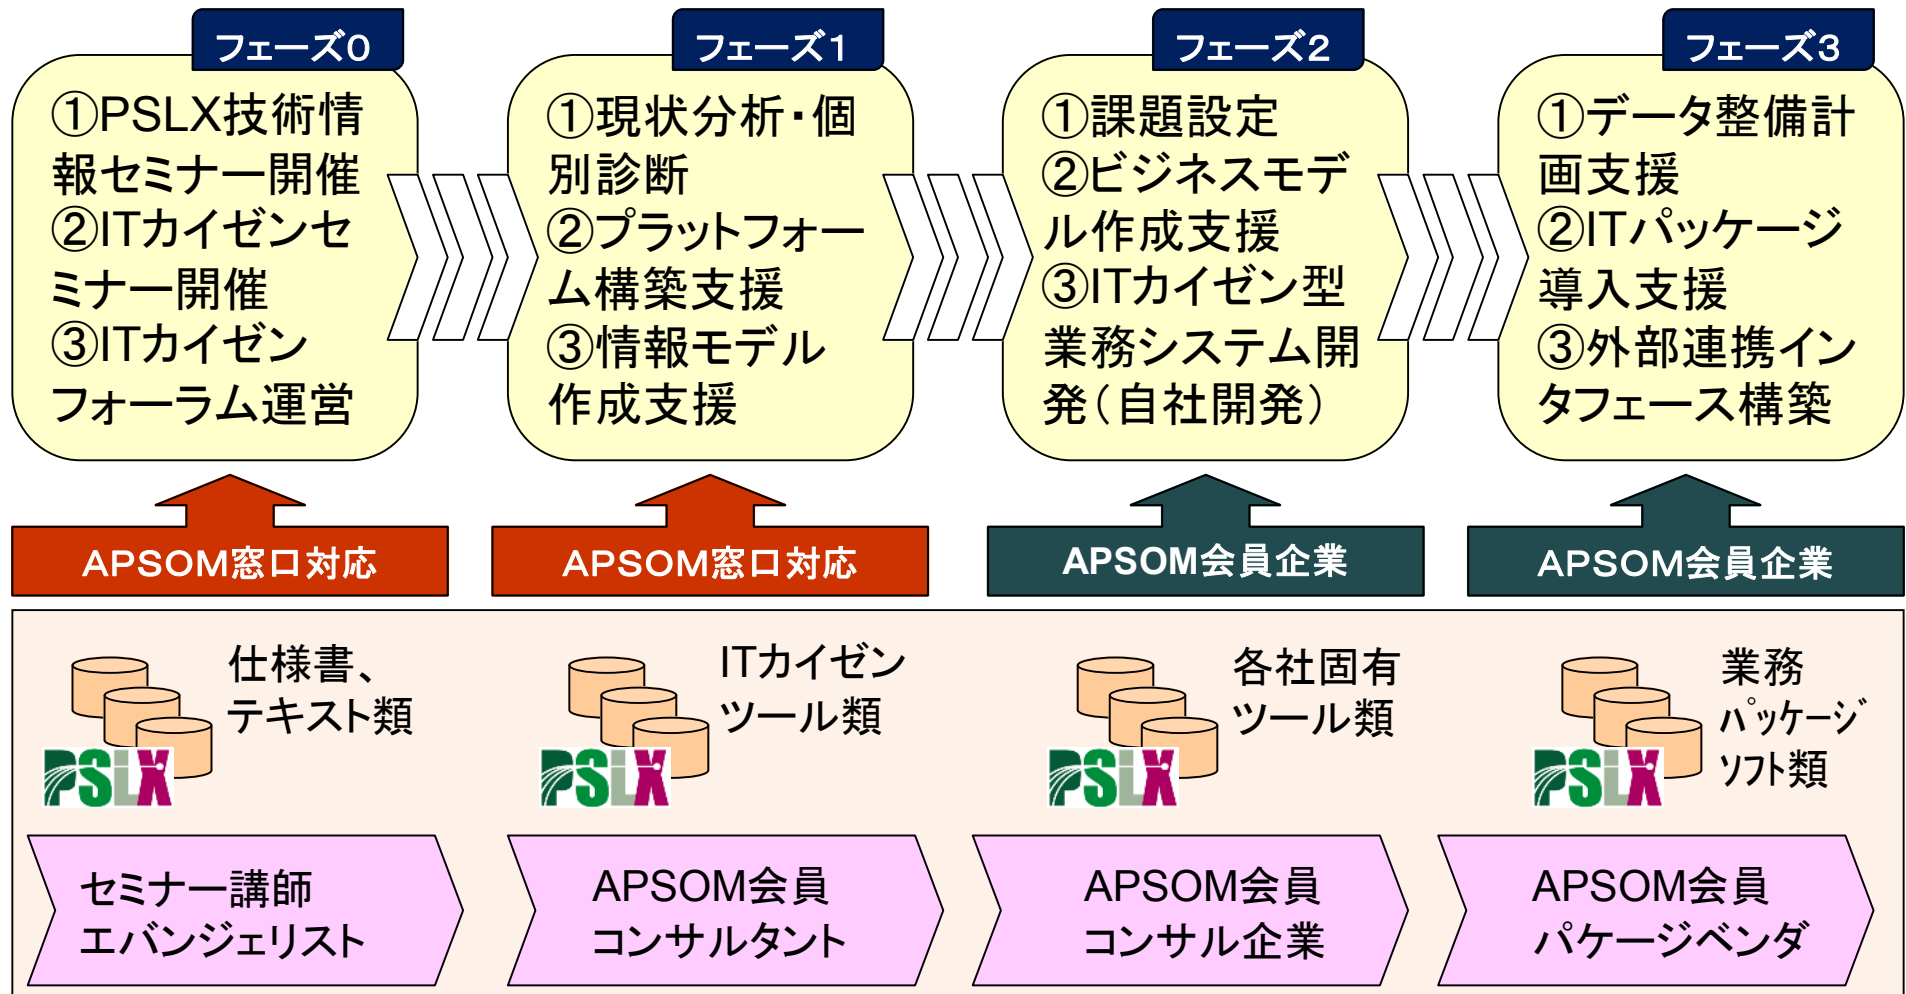 フェーズ0
①PSLX技術情
報セミナー開催
②ITカイゼンセ
ミナー開催
③ITカイゼン
フォーラム運営
フェーズ1
①現状分析・個
別診断
②プラットフォー
ム構築支援
③情報モデル
作成支援
フェーズ2
①課題設定
②ビジネスモデ
ル作成支援
③ITカイゼン型
業務システム開
発（自社開発）
フェーズ3
①データ整備計
画支援
②ITパッケージ
導入支援
③外部連携イン
タフェース構築
APSOM窓口対応
APSOM窓口対応
APSOM会員企業
APSOM会員企業
仕様書、
テキスト類
PSLX
ITカイゼン
ツール類
PSLX
各社固有
ツール類
PSLX
業務
ﾊﾟｯｹｰｼﾞ
ｿﾌﾄ類
PSLX
セミナー講師
エバンジェリスト
APSOM会員
コンサルタント
APSOM会員
コンサル企業
APSOM会員
パケージベンダ